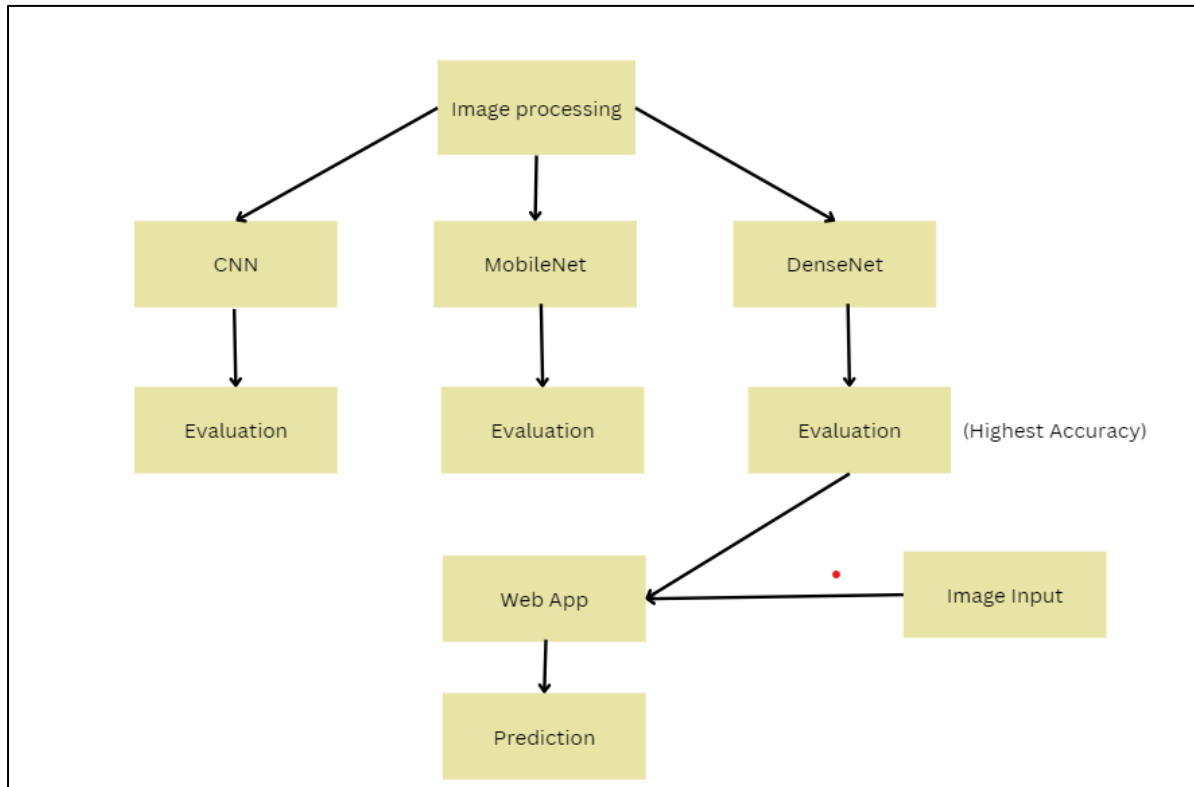 Image processing
CNN
MobileNet
DenseNet
Evaluation
Evaluation
Evaluation
(Highest Accuracy)
Web App
Image Input
Prediction